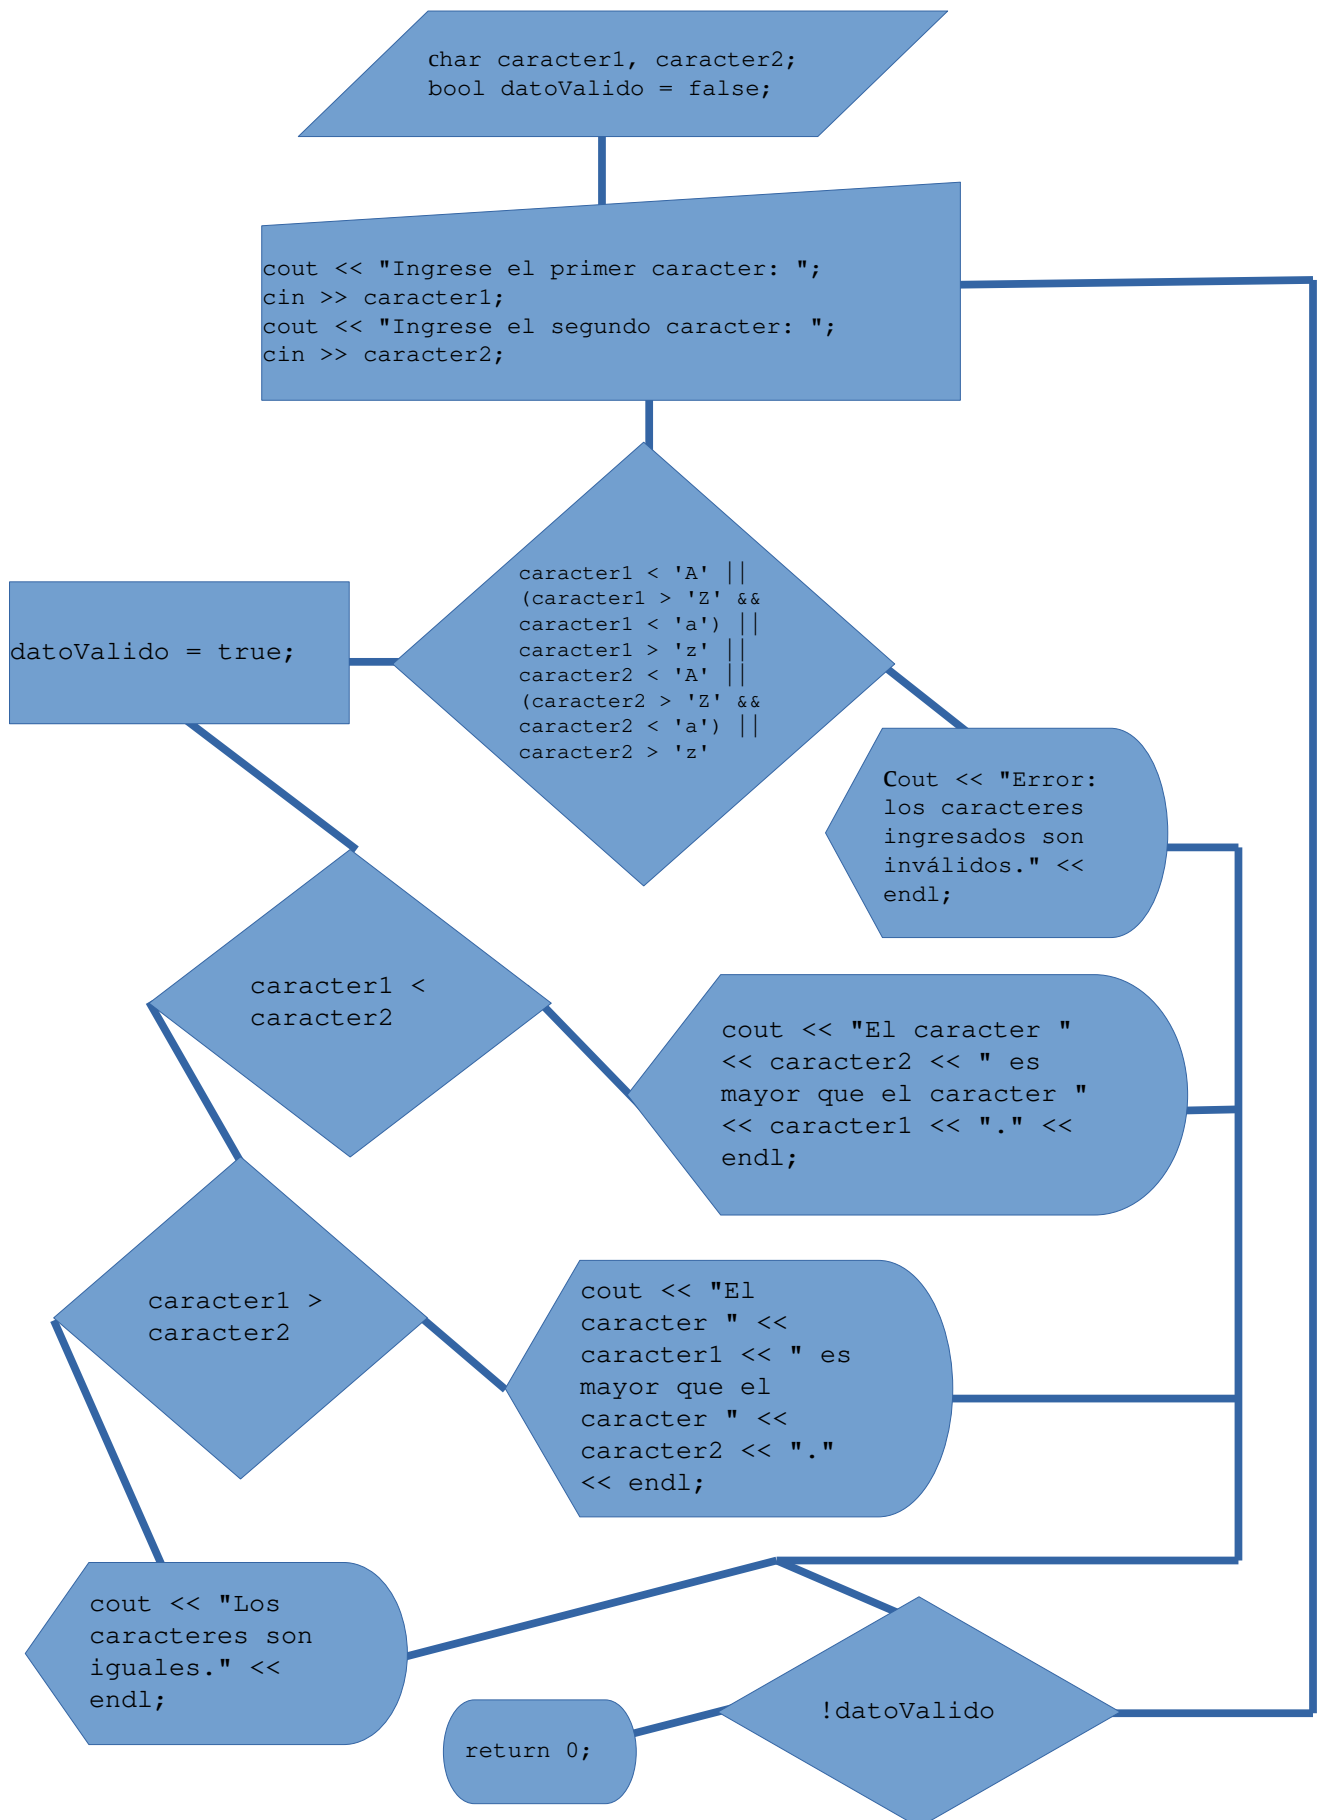 char caracter1, caracter2;
bool datoValido = false;
cout << "Ingrese el primer caracter: ";
cin >> caracter1;
cout << "Ingrese el segundo caracter: ";
cin >> caracter2;
caracter1 < 'A' ||
(caracter1 > 'Z' &&
caracter1 < 'a') ||
caracter1 > 'z' ||
caracter2 < 'A' ||
(caracter2 > 'Z' &&
caracter2 < 'a') ||
caracter2 > 'z'
datoValido = true;
Cout << "Error:
los caracteres
ingresados son
inválidos." <<
endl;
caracter1 <
caracter2
cout << "El caracter "
<< caracter2 << " es
mayor que el caracter "
<< caracter1 << "." <<
endl;
caracter1 >
caracter2
cout << "El
caracter " <<
caracter1 << " es
mayor que el
caracter " <<
caracter2 << "."
<< endl;
cout << "Los
caracteres son
iguales." <<
endl;
!datoValido
return 0;